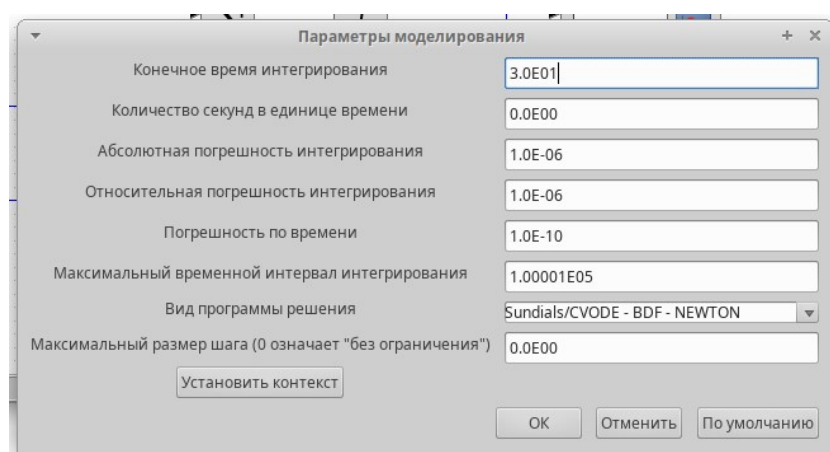 Параметры моделирования
Конечное время интегрирования 3.0E01
Количество секунд в единице времени 0.0E00
Абсолютная погрешность интегрирования 1.0E-06
Относительная погрешность интегрирования 1.0E-06
Погрешность по времени 1.0E-10
Максимальный временной интервал интегрирования 1.00001E05
Вид программы решения Sundials/CVODE - BDF - NEWTON
Максимальный размер шага (0 означает "без ограничения") 0.0E00
Установить контекст
ОК Отменить По умолчанию